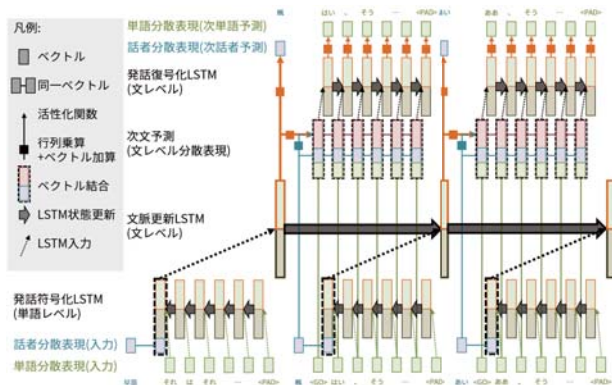 凡例:
ベクトル
同一ベクトル
活性化関数
行列乗算
+ベクトル加算
ベクトル結合
LSTM状態更新
LSTM入力
単語分散表現(次単語予測)
話者分散表現(次話者予測)
発話復号化LSTM
(文レベル)
次文予測
(文レベル分散表現)
文脈更新LSTM
(文レベル)
発話符号化LSTM
(単語レベル)
話者分散表現(入力)
単語分散表現(入力)
はい 、 そう … <PAD>
あい
ああ 、 そう … <PAD>
それ は それ … <PAD>
<GO> はい 、 そう … <PAD>
あい
<GO> ああ 、 そう … <PAD>